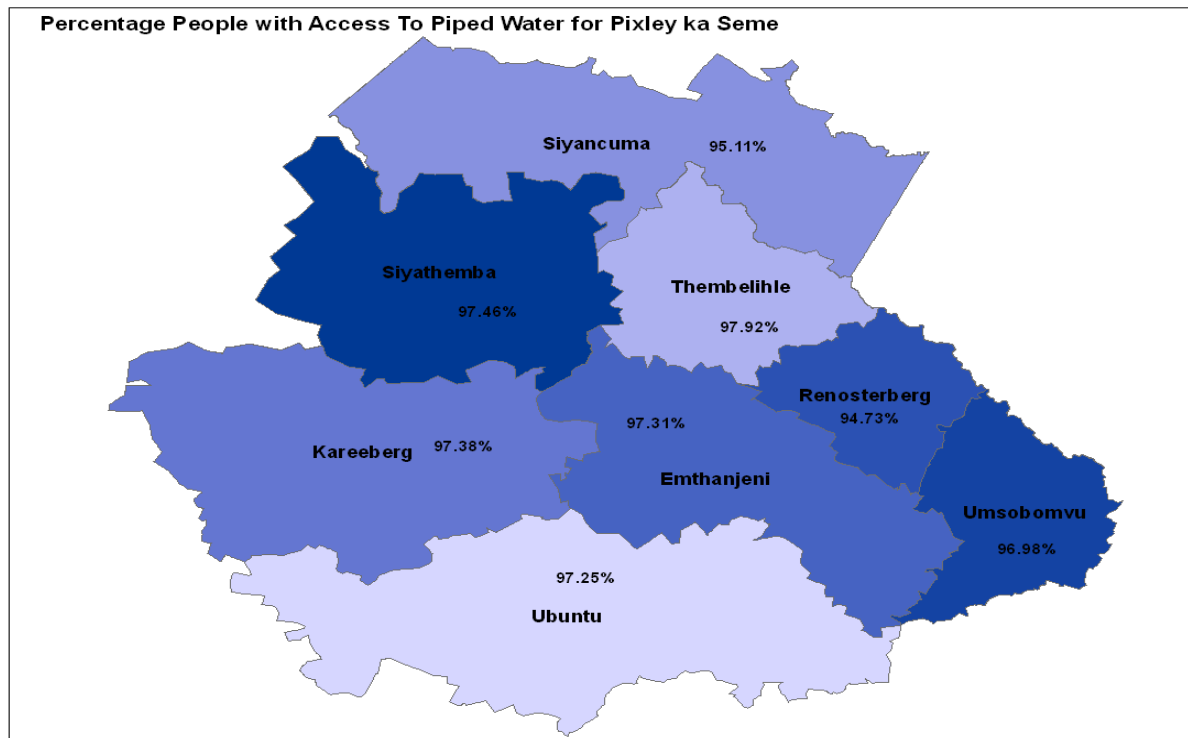 Percentage People with Access To Piped Water for Pixley ka Seme
Siyancuma
95.11%
Siyathemba
97.46%
Thembelihle
97.92%
Renosterberg
94.73%
Kareeberg
97.38%
97.31%
Emthanjeni
Umsobomvu
96.98%
97.25%
Ubuntu